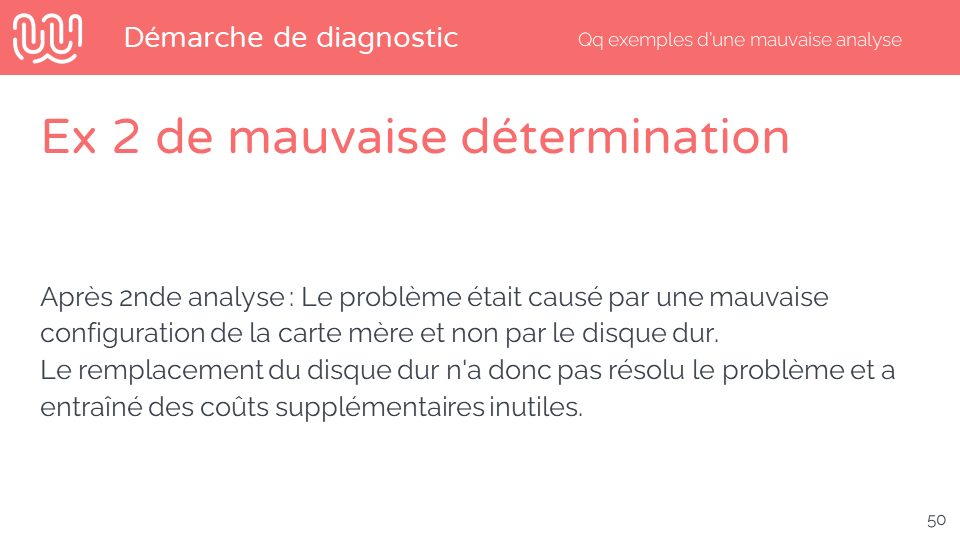 Démarche de diagnostic
Qq exemples d'une mauvaise analyse
Ex 2 de mauvaise détermination
Après 2nde analyse : Le problème était causé par une mauvaise
configuration de la carte mère et non par le disque dur.
Le remplacement du disque dur n'a donc pas résolu le problème et a
entraîné des coûts supplémentaires inutiles.
50